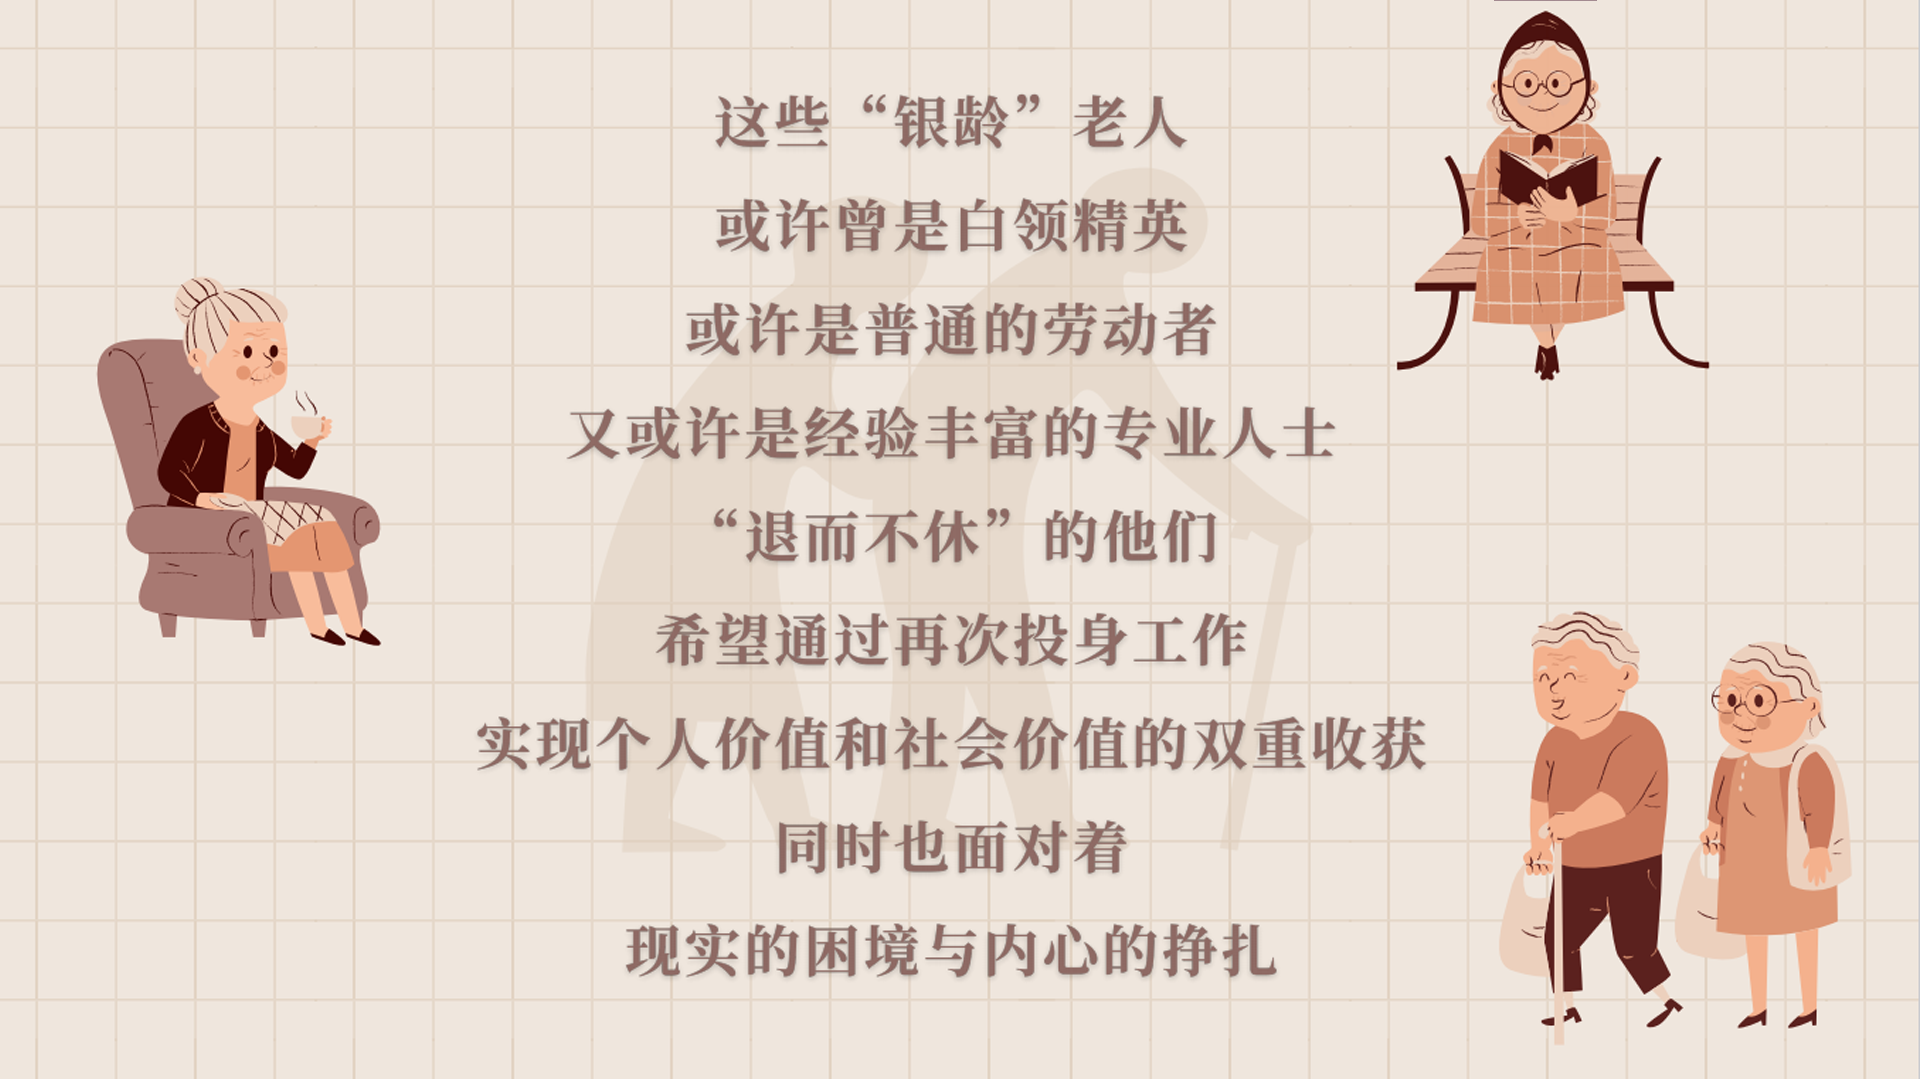 这些“银龄”老人
或许曾是白领精英
或许是普通的劳动者
又或许是经验丰富的专业人士
“退而不休”的他们
希望通过再次投身工作
实现个人价值和社会价值的双重收获
同时也面对着
现实的困境与内心的挣扎